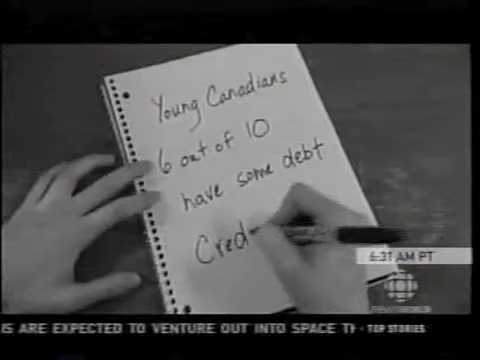 Young Canadians
6 out of 10
have some debt
Cred
6:31 AM PT
IS ARE EXPECTED TO VENTURE OUT INTO SPACE TH - TOP STORIES